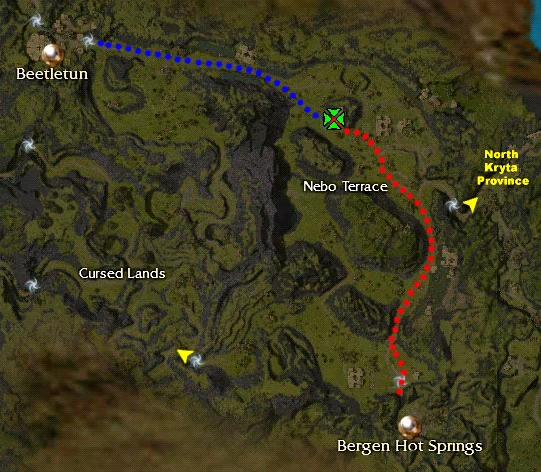 Beetletun
North
Kryta
Province
Nebo Terrace
Cursed Lands
Bergen Hot Springs